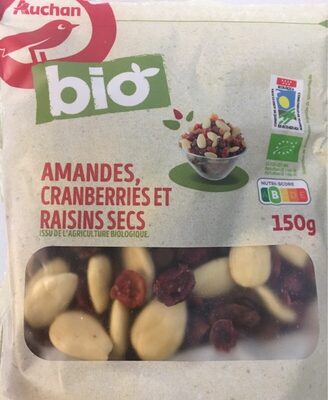 Auchan
bio
AMANDES,
CRANBERRIES ET
RAISINS SECS
ISSU DE L'AGRICULTURE BIOLOGIQUE.
NUTRI-SCORE
B
150g